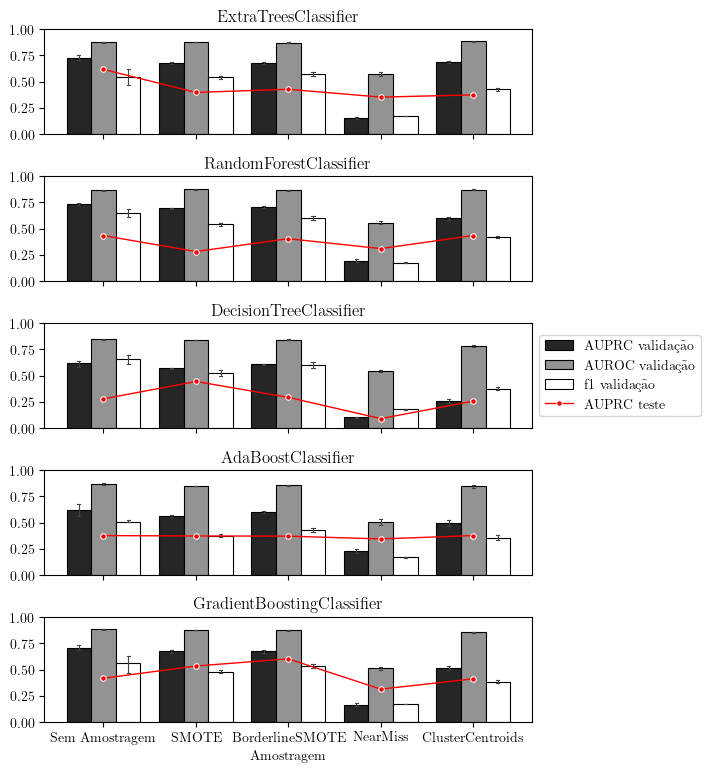 ExtraTreesClassifier
1.00
0.75
0.50
0.25
0.00
RandomForestClassifier
1.00
0.75
0.50
0.25
0.00
DecisionTreeClassifier
1.00
0.75
0.50
0.25
0.00
AUPRC validação
AUROC validação
f1 validação
AUPRC teste
AdaBoostClassifier
1.00
0.75
0.50
0.25
0.00
GradientBoostingClassifier
1.00
0.75
0.50
0.25
0.00
Sem Amostragem SMOTE BorderlineSMOTE NearMiss ClusterCentroids
Amostragem